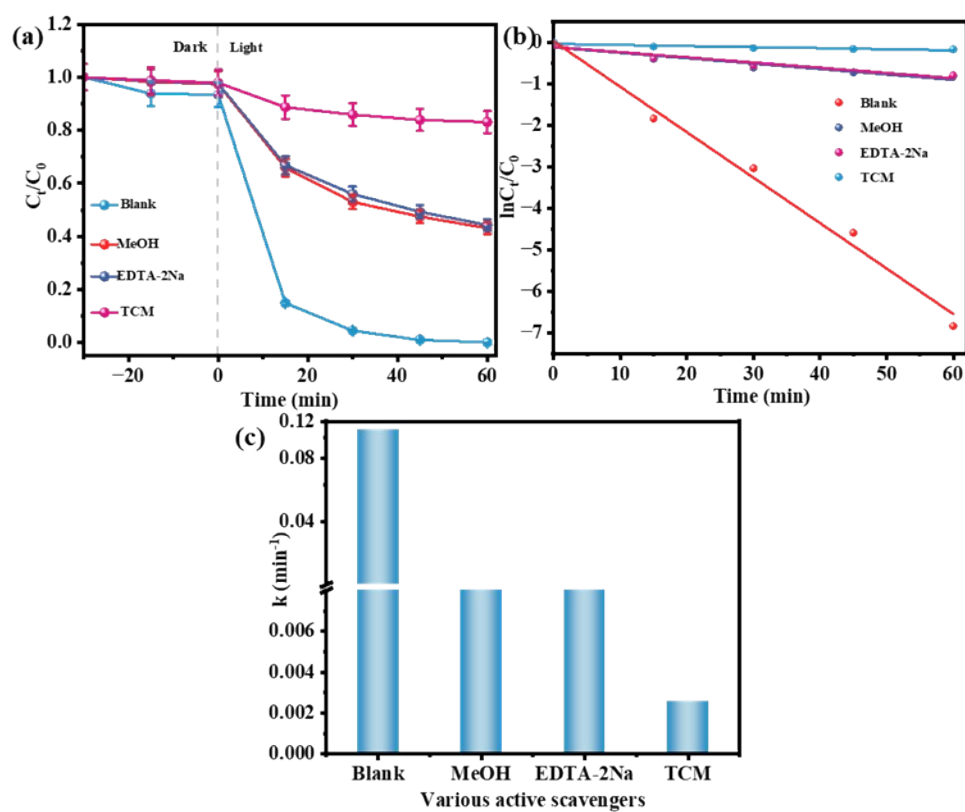 (a)
Dark
Light
1.2
1.0
0.8
0.6
0.4
0.2
0.0
Cₜ/C₀
Blank
MeOH
EDTA-2Na
TCM
−20
0
20
40
60
Time (min)
(b)
0
−1
−2
−3
−4
−5
−6
−7
lnCₜ/C₀
Blank
MeOH
EDTA-2Na
TCM
0
10
20
30
40
50
60
Time (min)
(c)
0.12
0.08
0.04
0.006
0.004
0.002
0.000
k (min⁻¹)
Blank
MeOH
EDTA-2Na
TCM
Various active scavengers